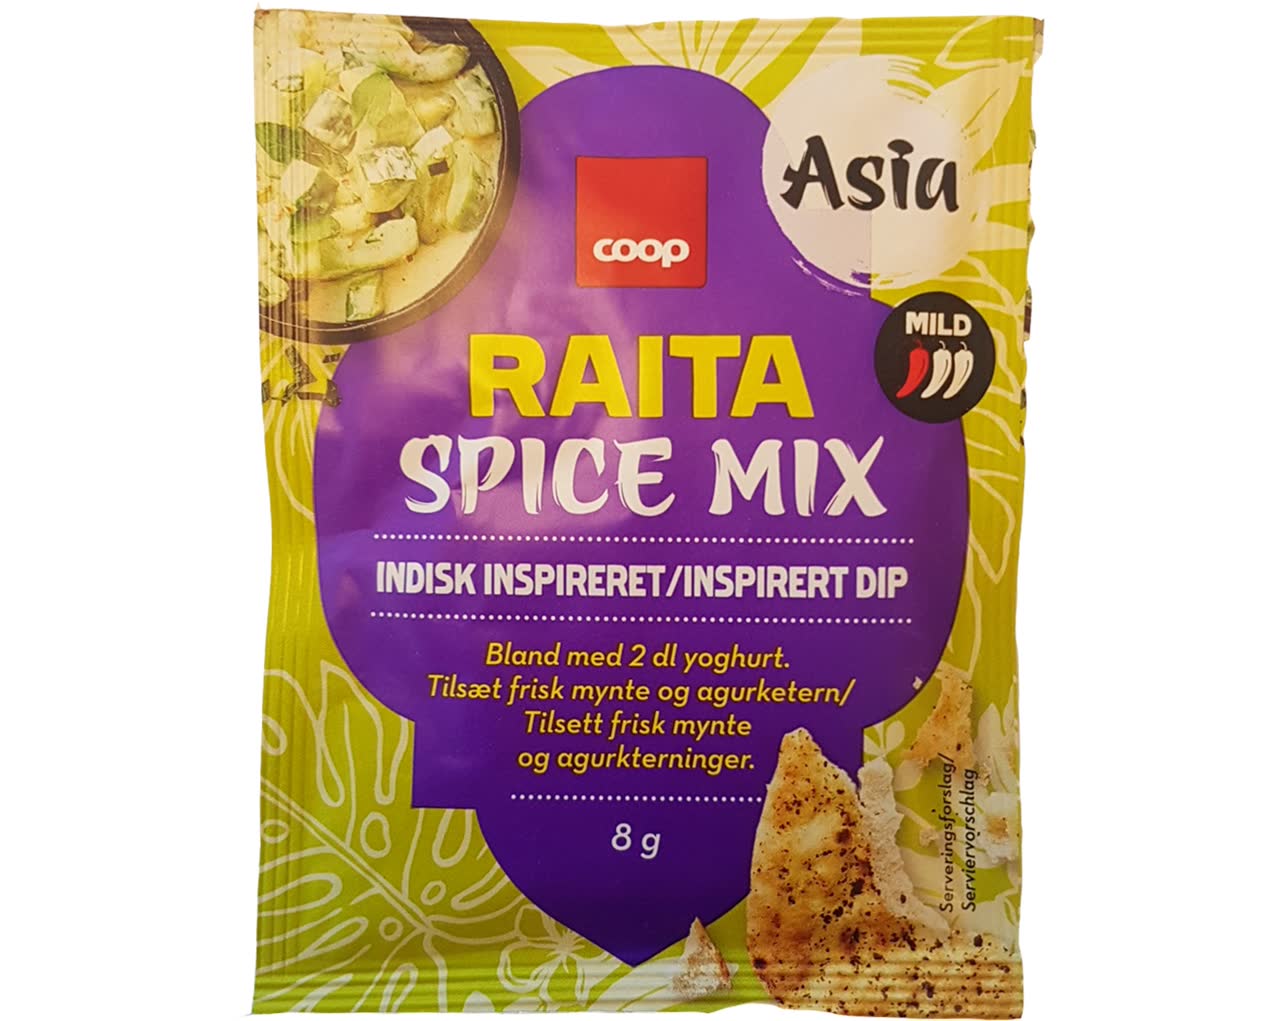 Asia
coop
MILD
RAITA
SPICE MIX
INDISK INSPIRERET/INSPIRERT DIP
Bland med 2 dl yoghurt.
Tilsæt frisk mynte og agurketern/
Tilsett frisk mynte
og agurkterninger.
8 g
Serveringsforslag/
Serviervorschlag